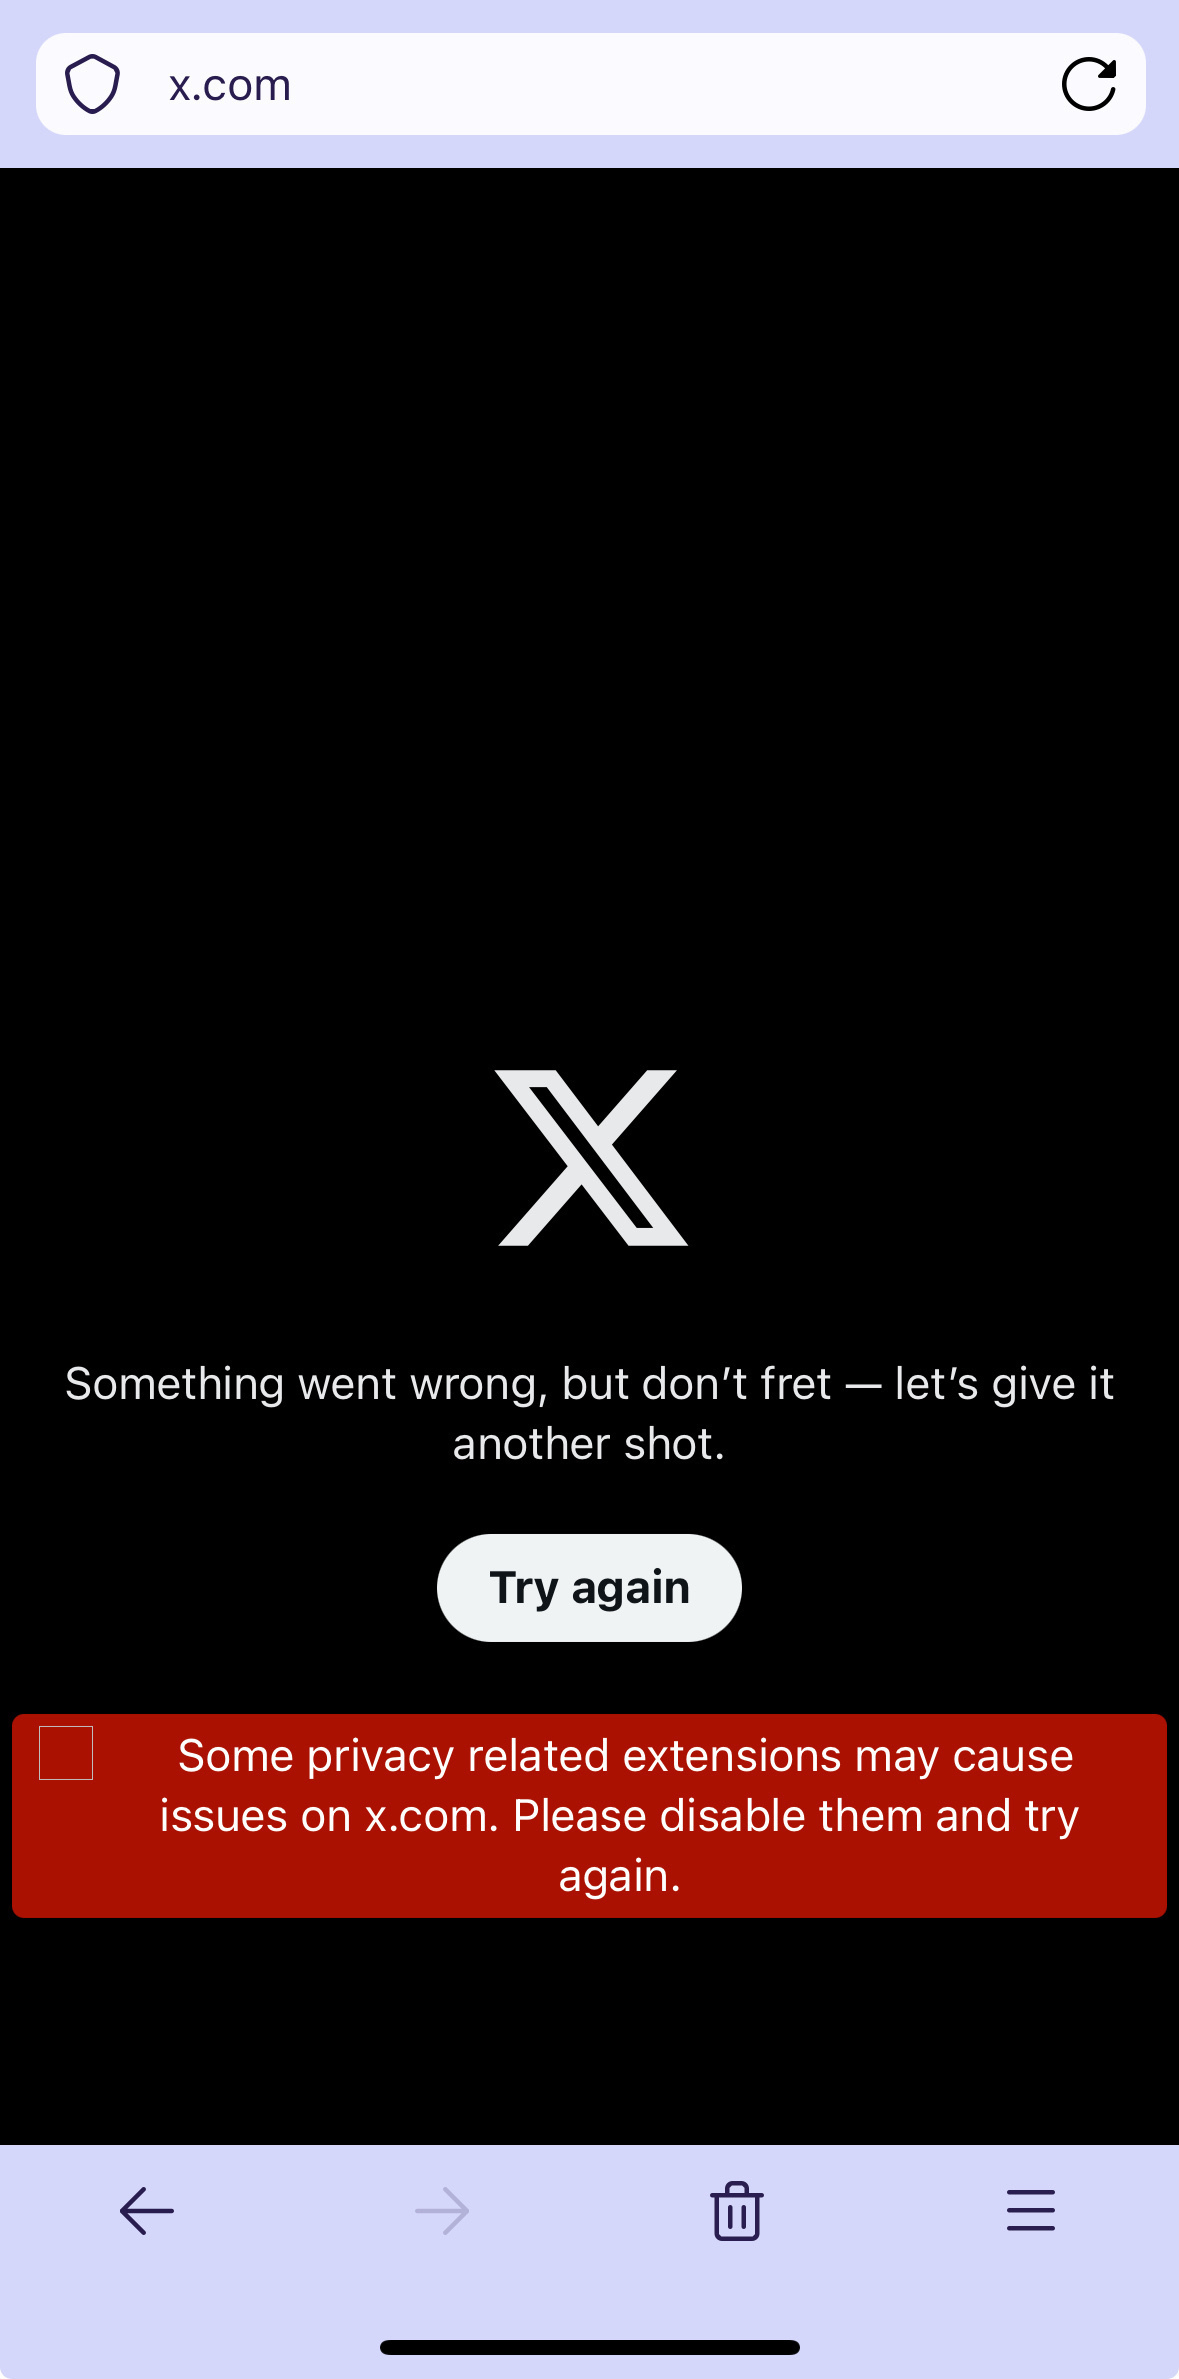 x.com
Something went wrong, but don’t fret — let’s give it
another shot.
Try again
Some privacy related extensions may cause
issues on x.com. Please disable them and try
again.